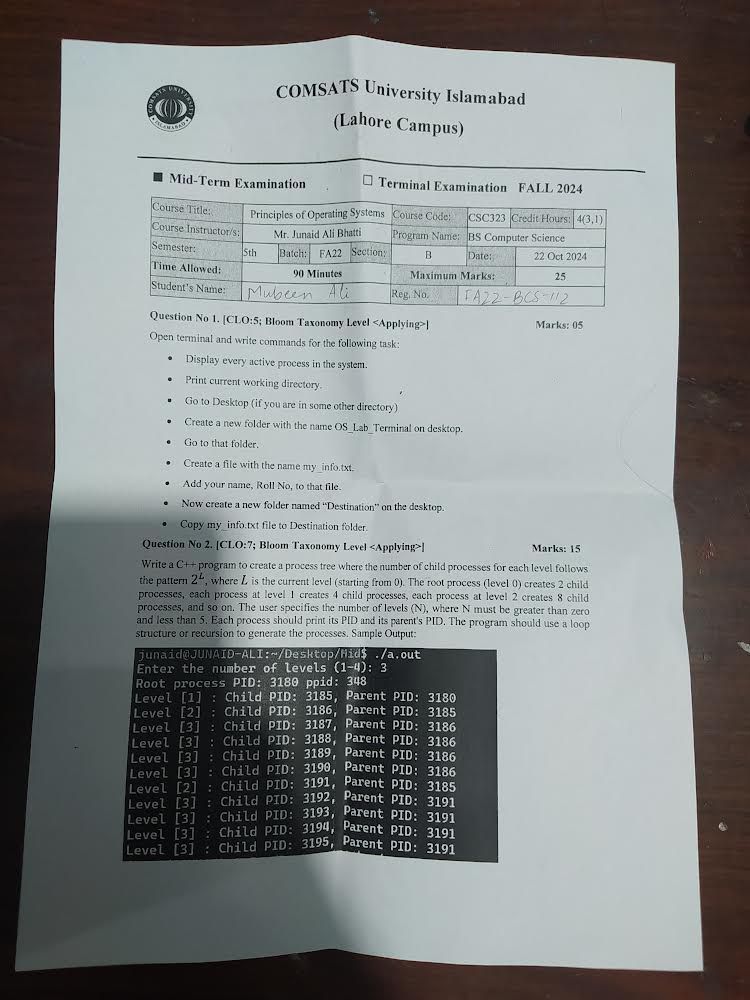 COMSATS UNIVERSITY
ISLAMABAD
COMSATS University Islamabad
(Lahore Campus)
■ Mid-Term Examination □ Terminal Examination FALL 2024
Course Title: Principles of Operating Systems Course Code: CSC323 Credit Hours: 4(3,1)
Course Instructor/s: Mr. Junaid Ali Bhatti Program Name: BS Computer Science
Semester: 5th Batch: FA22 Section: B Date: 22 Oct 2024
Time Allowed: 90 Minutes Maximum Marks: 25
Student's Name: Mubeen Ali Reg. No. FA22-BCS-112
Question No 1. [CLO:5; Bloom Taxonomy Level <Applying>] Marks: 05
Open terminal and write commands for the following task:
• Display every active process in the system.
• Print current working directory.
• Go to Desktop (if you are in some other directory)
• Create a new folder with the name OS_Lab_Terminal on desktop.
• Go to that folder.
• Create a file with the name my_info.txt.
• Add your name, Roll No, to that file.
• Now create a new folder named “Destination” on the desktop.
• Copy my_info.txt file to Destination folder.
Question No 2. [CLO:7; Bloom Taxonomy Level <Applying>] Marks: 15
Write a C++ program to create a process tree where the number of child processes for each level follows
the pattern 2^L, where L is the current level (starting from 0). The root process (level 0) creates 2 child
processes, each process at level 1 creates 4 child processes, each process at level 2 creates 8 child
processes, and so on. The user specifies the number of levels (N), where N must be greater than zero
and less than 5. Each process should print its PID and its parent's PID. The program should use a loop
structure or recursion to generate the processes. Sample Output:
junaid@JUNAID-ALI:~/Desktop/Mid$ ./a.out
Enter the number of levels (1-4): 3
Root process PID: 3180 ppid: 348
Level [1] : Child PID: 3185, Parent PID: 3180
Level [2] : Child PID: 3186, Parent PID: 3185
Level [3] : Child PID: 3187, Parent PID: 3186
Level [3] : Child PID: 3188, Parent PID: 3186
Level [3] : Child PID: 3189, Parent PID: 3186
Level [3] : Child PID: 3190, Parent PID: 3186
Level [2] : Child PID: 3191, Parent PID: 3185
Level [3] : Child PID: 3192, Parent PID: 3191
Level [3] : Child PID: 3193, Parent PID: 3191
Level [3] : Child PID: 3194, Parent PID: 3191
Level [3] : Child PID: 3195, Parent PID: 3191